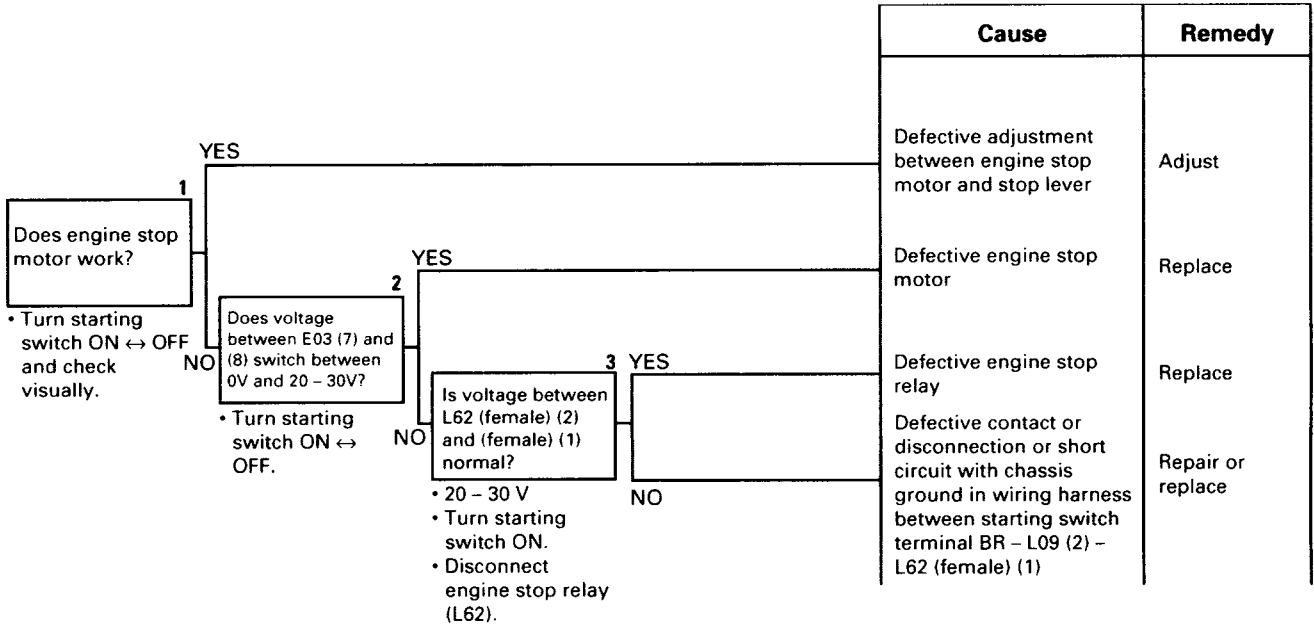 Cause
Remedy
YES
Defective adjustment
between engine stop
motor and stop lever
Adjust
1
Does engine stop
motor work?
• Turn starting
switch ON ↔ OFF
and check
visually.
NO
YES
Defective engine stop
motor
Replace
2
Does voltage
between E03 (7) and
(8) switch between
0V and 20 – 30V?
• Turn starting
switch ON ↔
OFF.
NO
3
YES
Defective engine stop
relay
Replace
Is voltage between
L62 (female) (2)
and (female) (1)
normal?
• 20 – 30 V
• Turn starting
switch ON.
• Disconnect
engine stop relay
(L62).
NO
Defective contact or
disconnection or short
circuit with chassis
ground in wiring harness
between starting switch
terminal BR – L09 (2) –
L62 (female) (1)
Repair or
replace